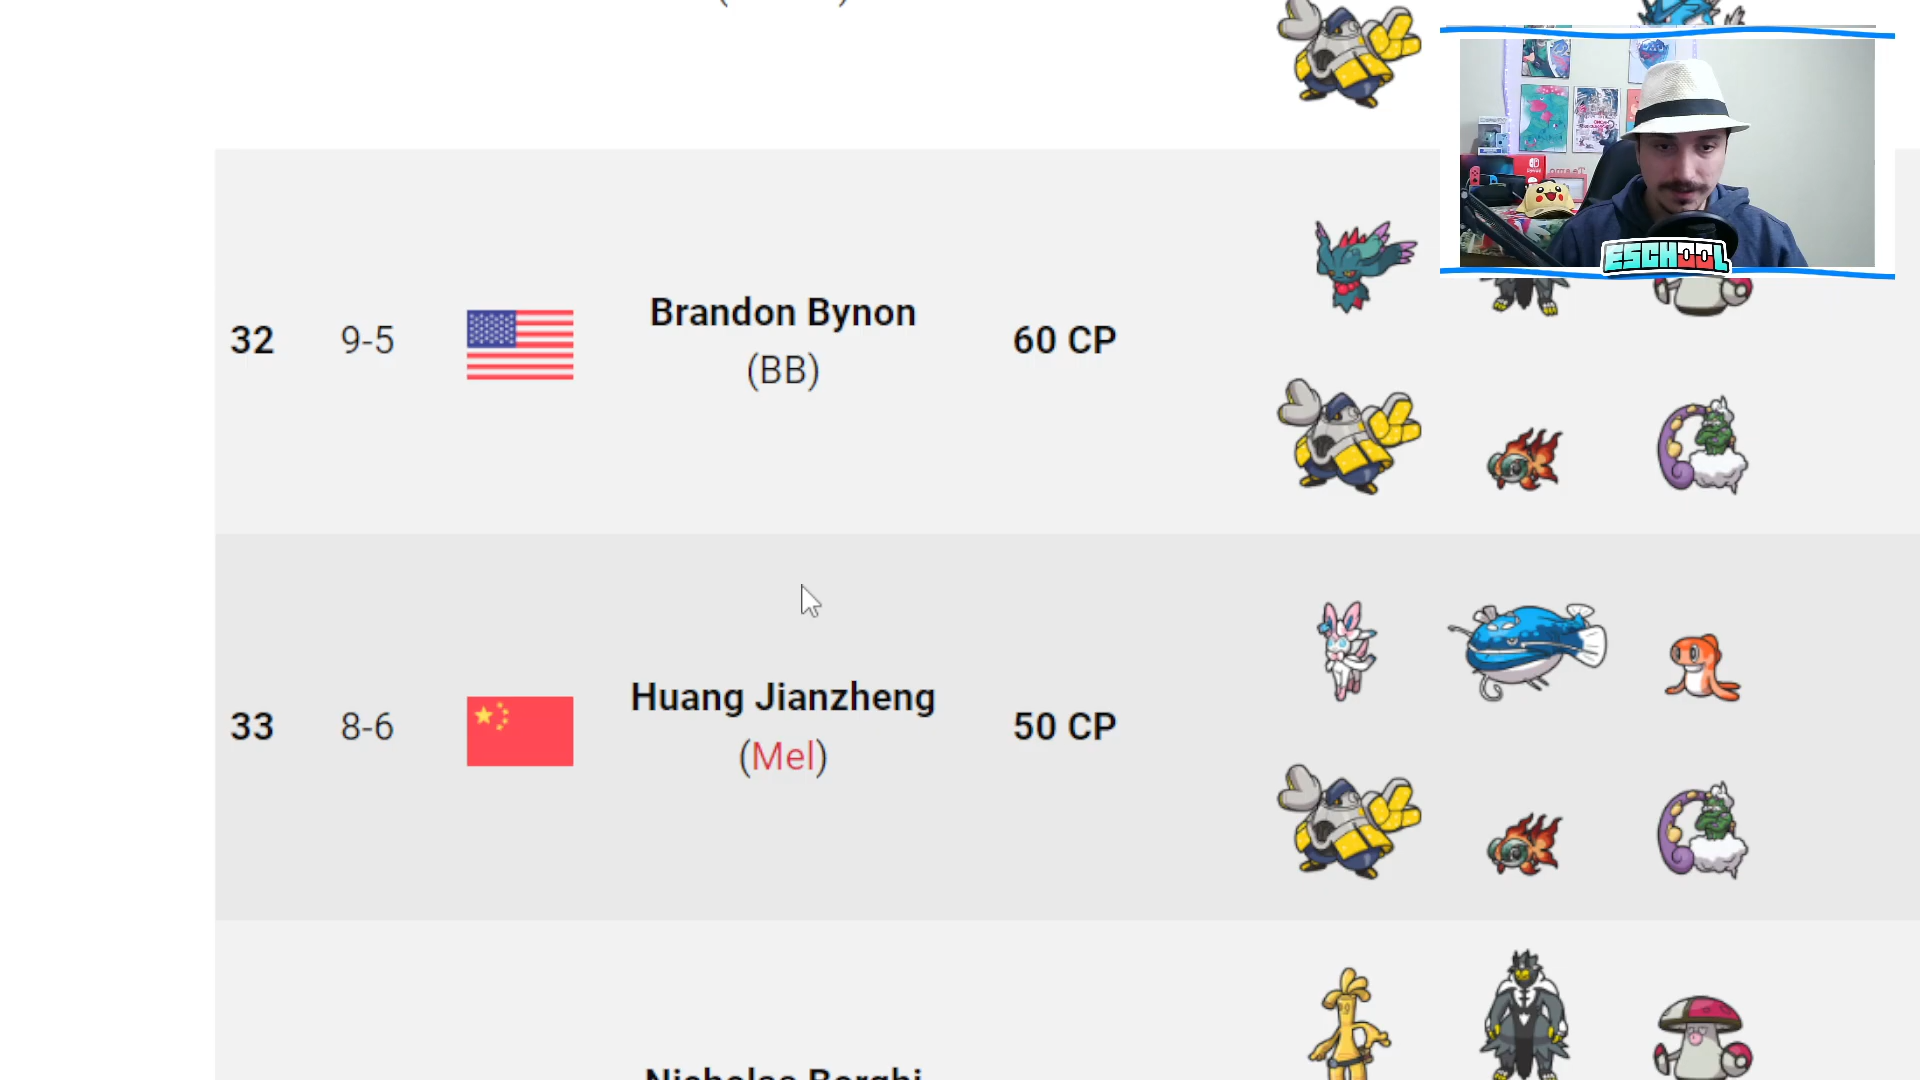 32 9-5 Brandon Bynon (BB) 60 CP
ESCHOOL
33 8-6 Huang Jianzheng (Mel) 50 CP